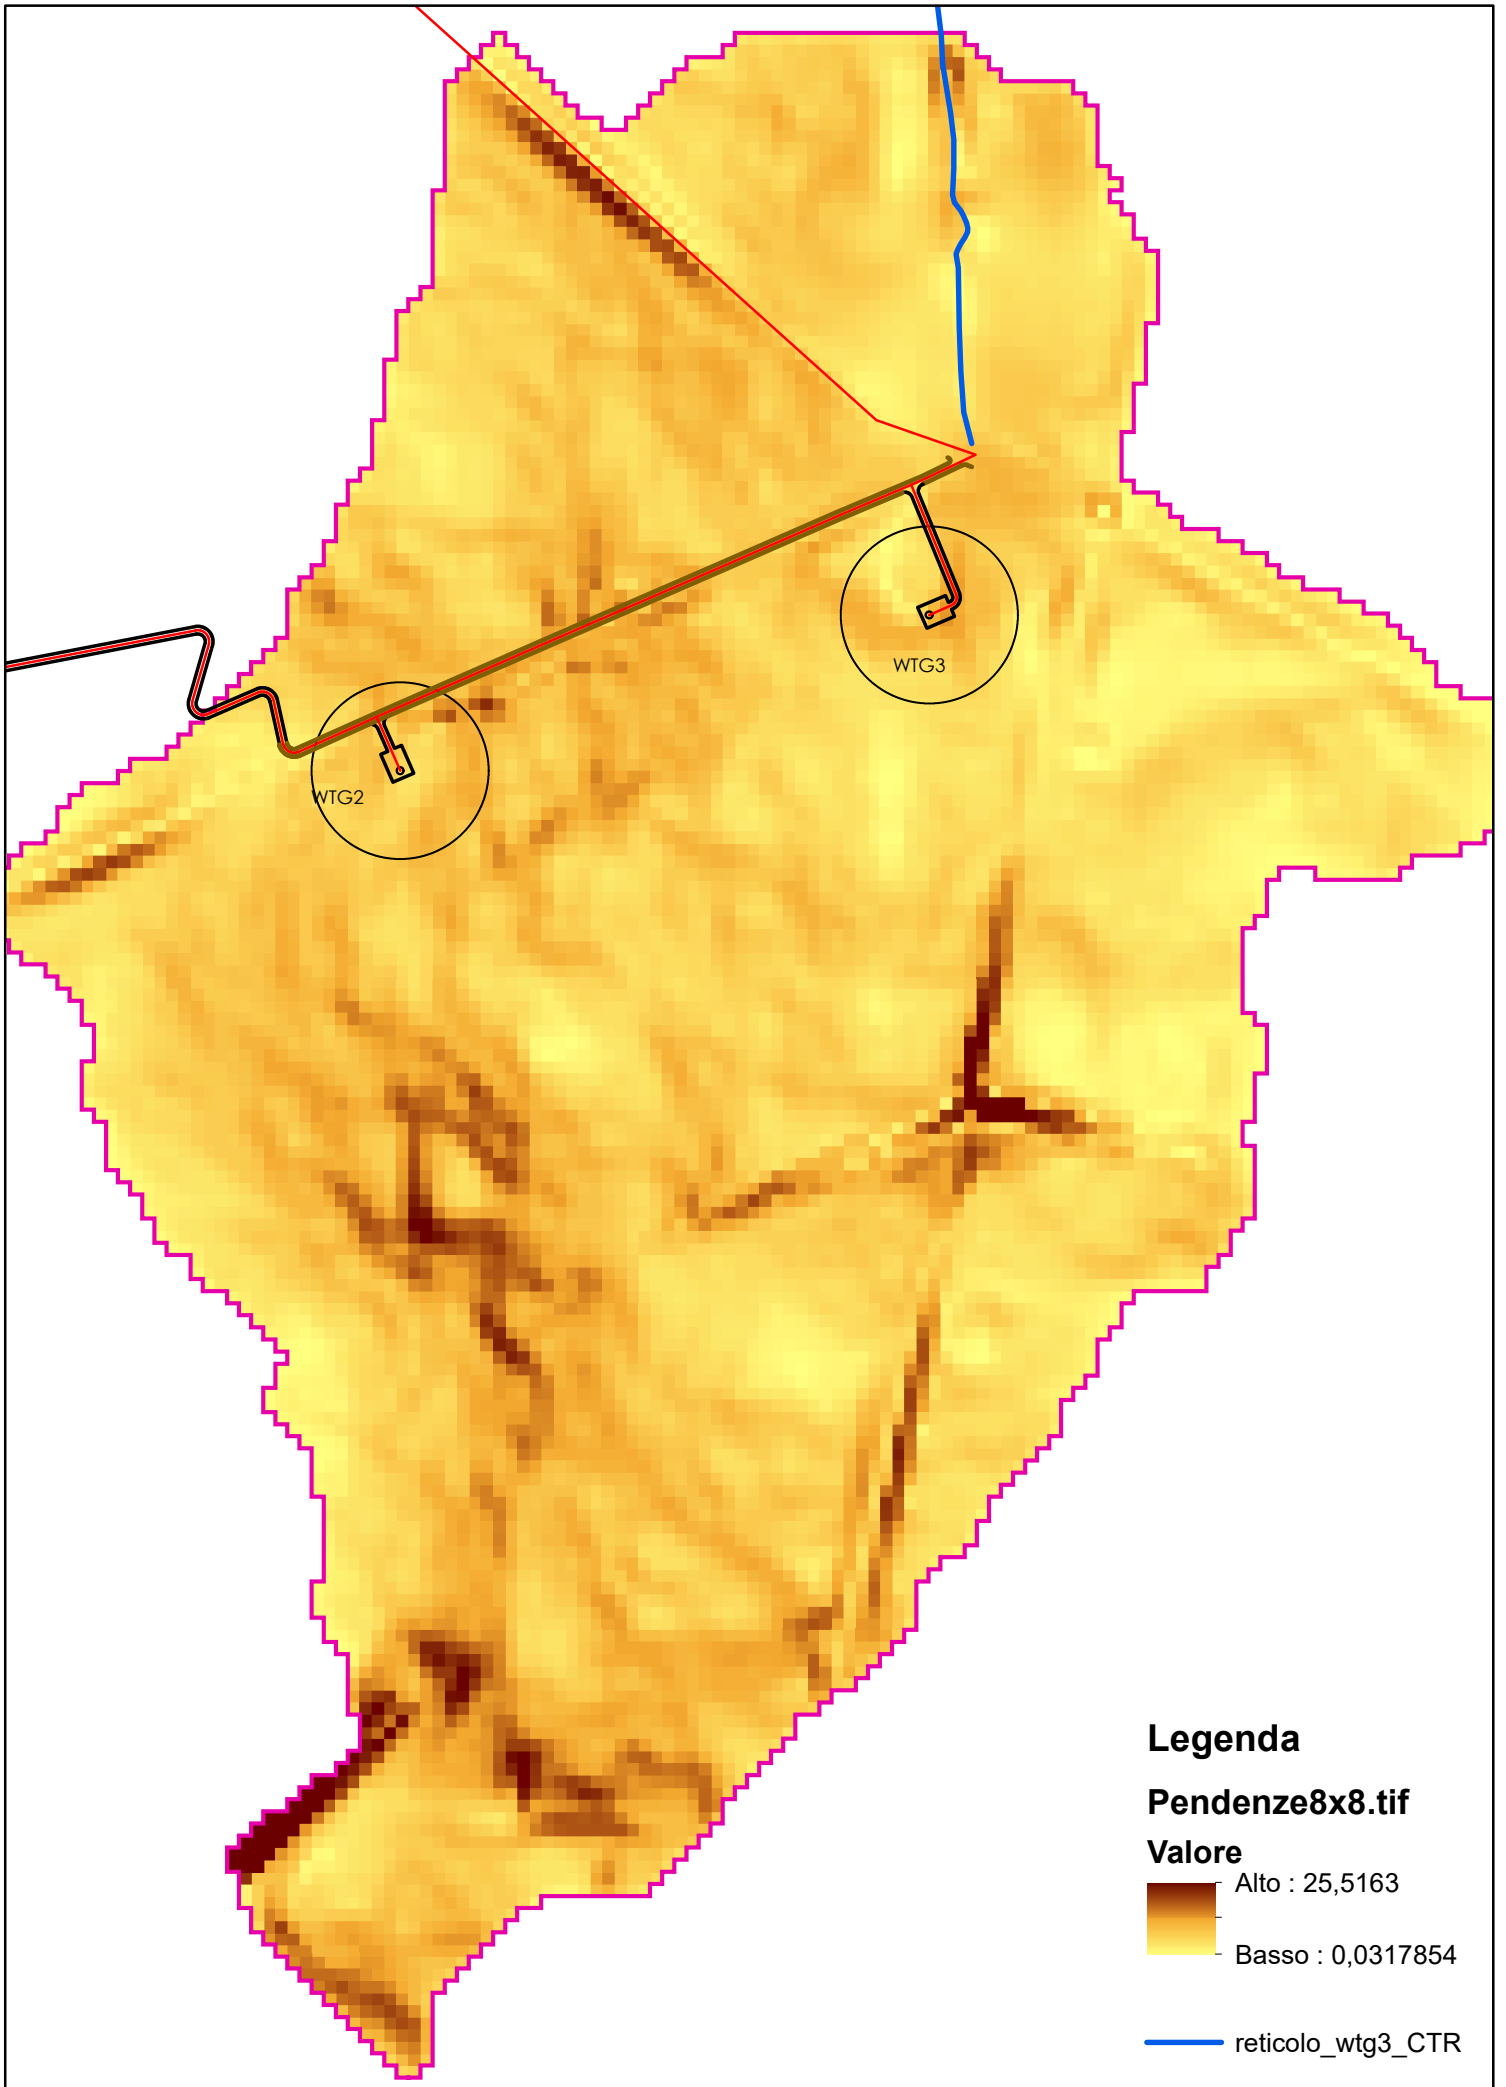 WTG3
WTG2
Legenda
Pendenze8x8.tif
Valore
Alto : 25,5163
Basso : 0,0317854
reticolo_wtg3_CTR